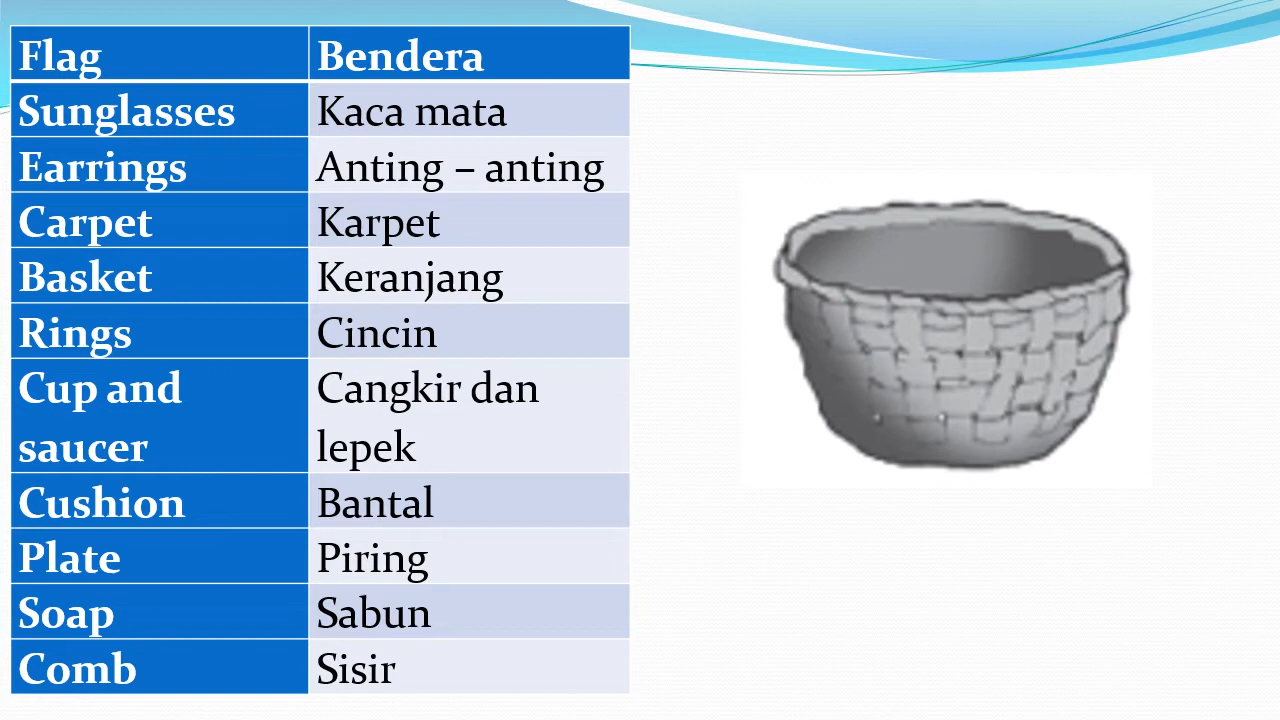 Flag Bendera
Sunglasses Kaca mata
Earrings Anting – anting
Carpet Karpet
Basket Keranjang
Rings Cincin
Cup and Cangkir dan
saucer lepek
Cushion Bantal
Plate Piring
Soap Sabun
Comb Sisir